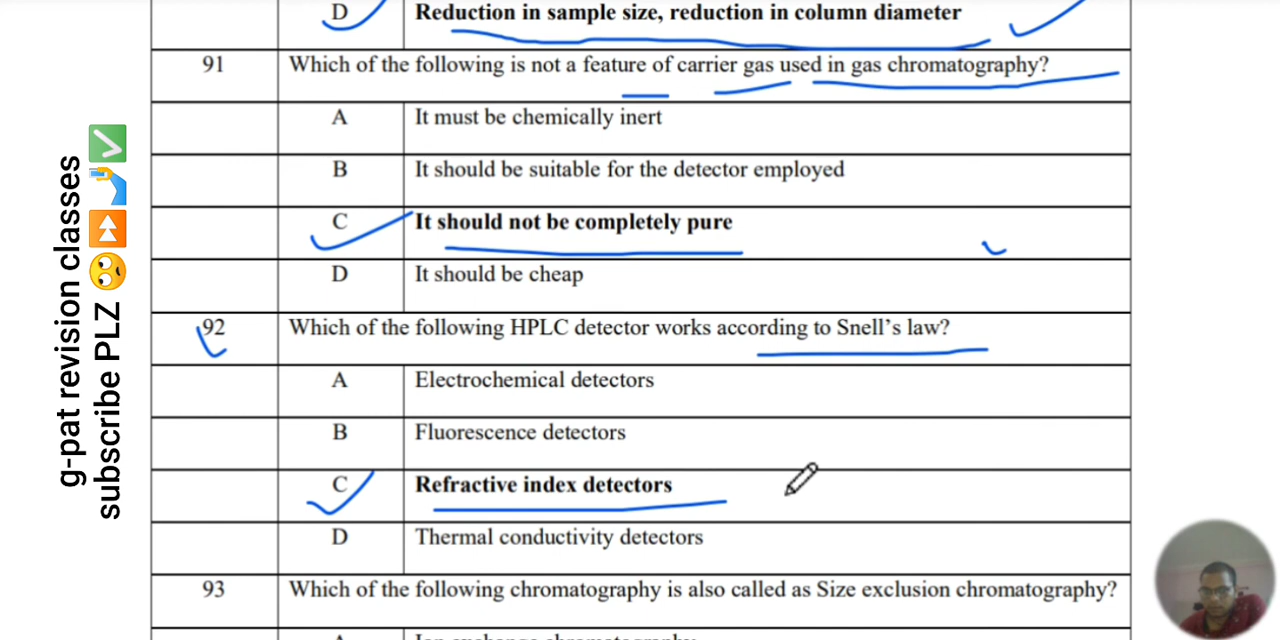 D Reduction in sample size, reduction in column diameter
91 Which of the following is not a feature of carrier gas used in gas chromatography?
A It must be chemically inert
B It should be suitable for the detector employed
C It should not be completely pure
D It should be cheap
92 Which of the following HPLC detector works according to Snell's law?
A Electrochemical detectors
B Fluorescence detectors
C Refractive index detectors
D Thermal conductivity detectors
93 Which of the following chromatography is also called as Size exclusion chromatography?
A Ion exchange chromatography
g-pat revision classes
subscribe PLZ